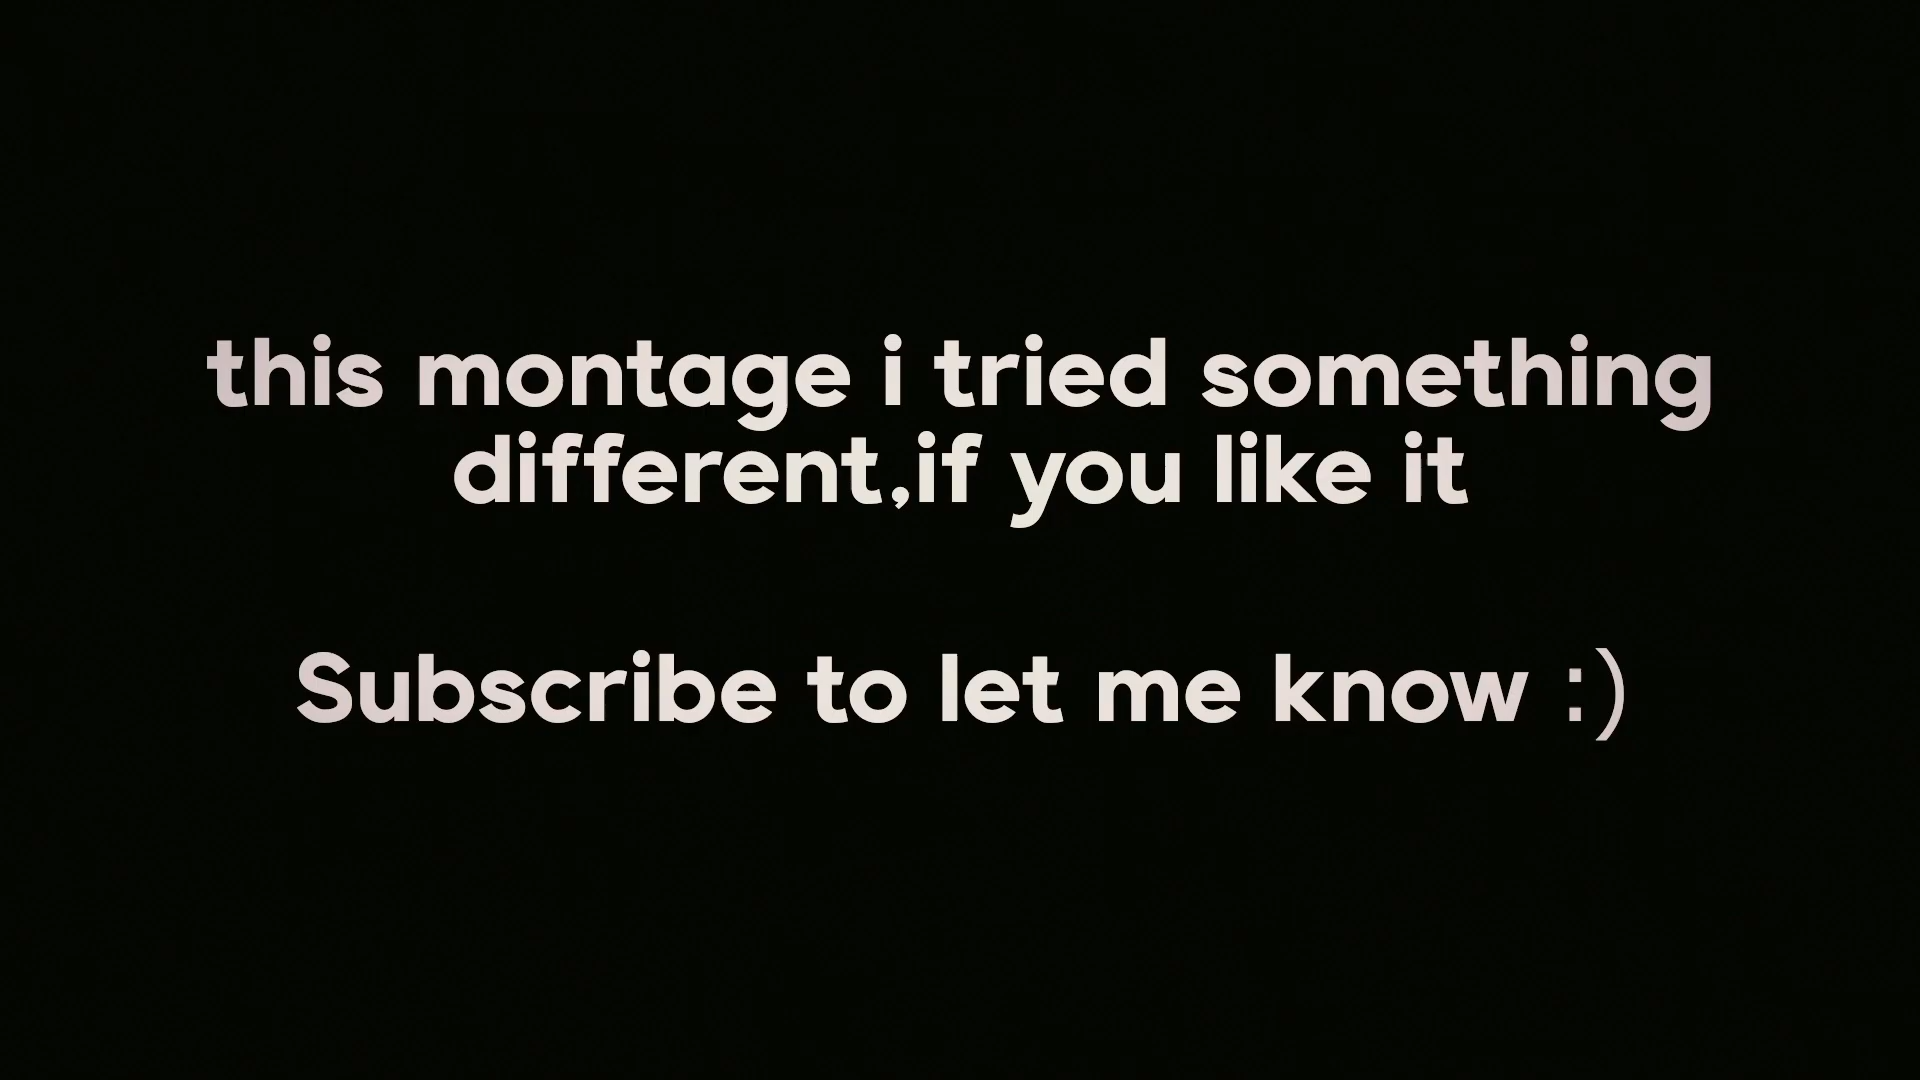 this montage i tried something
different,if you like it
Subscribe to let me know :)